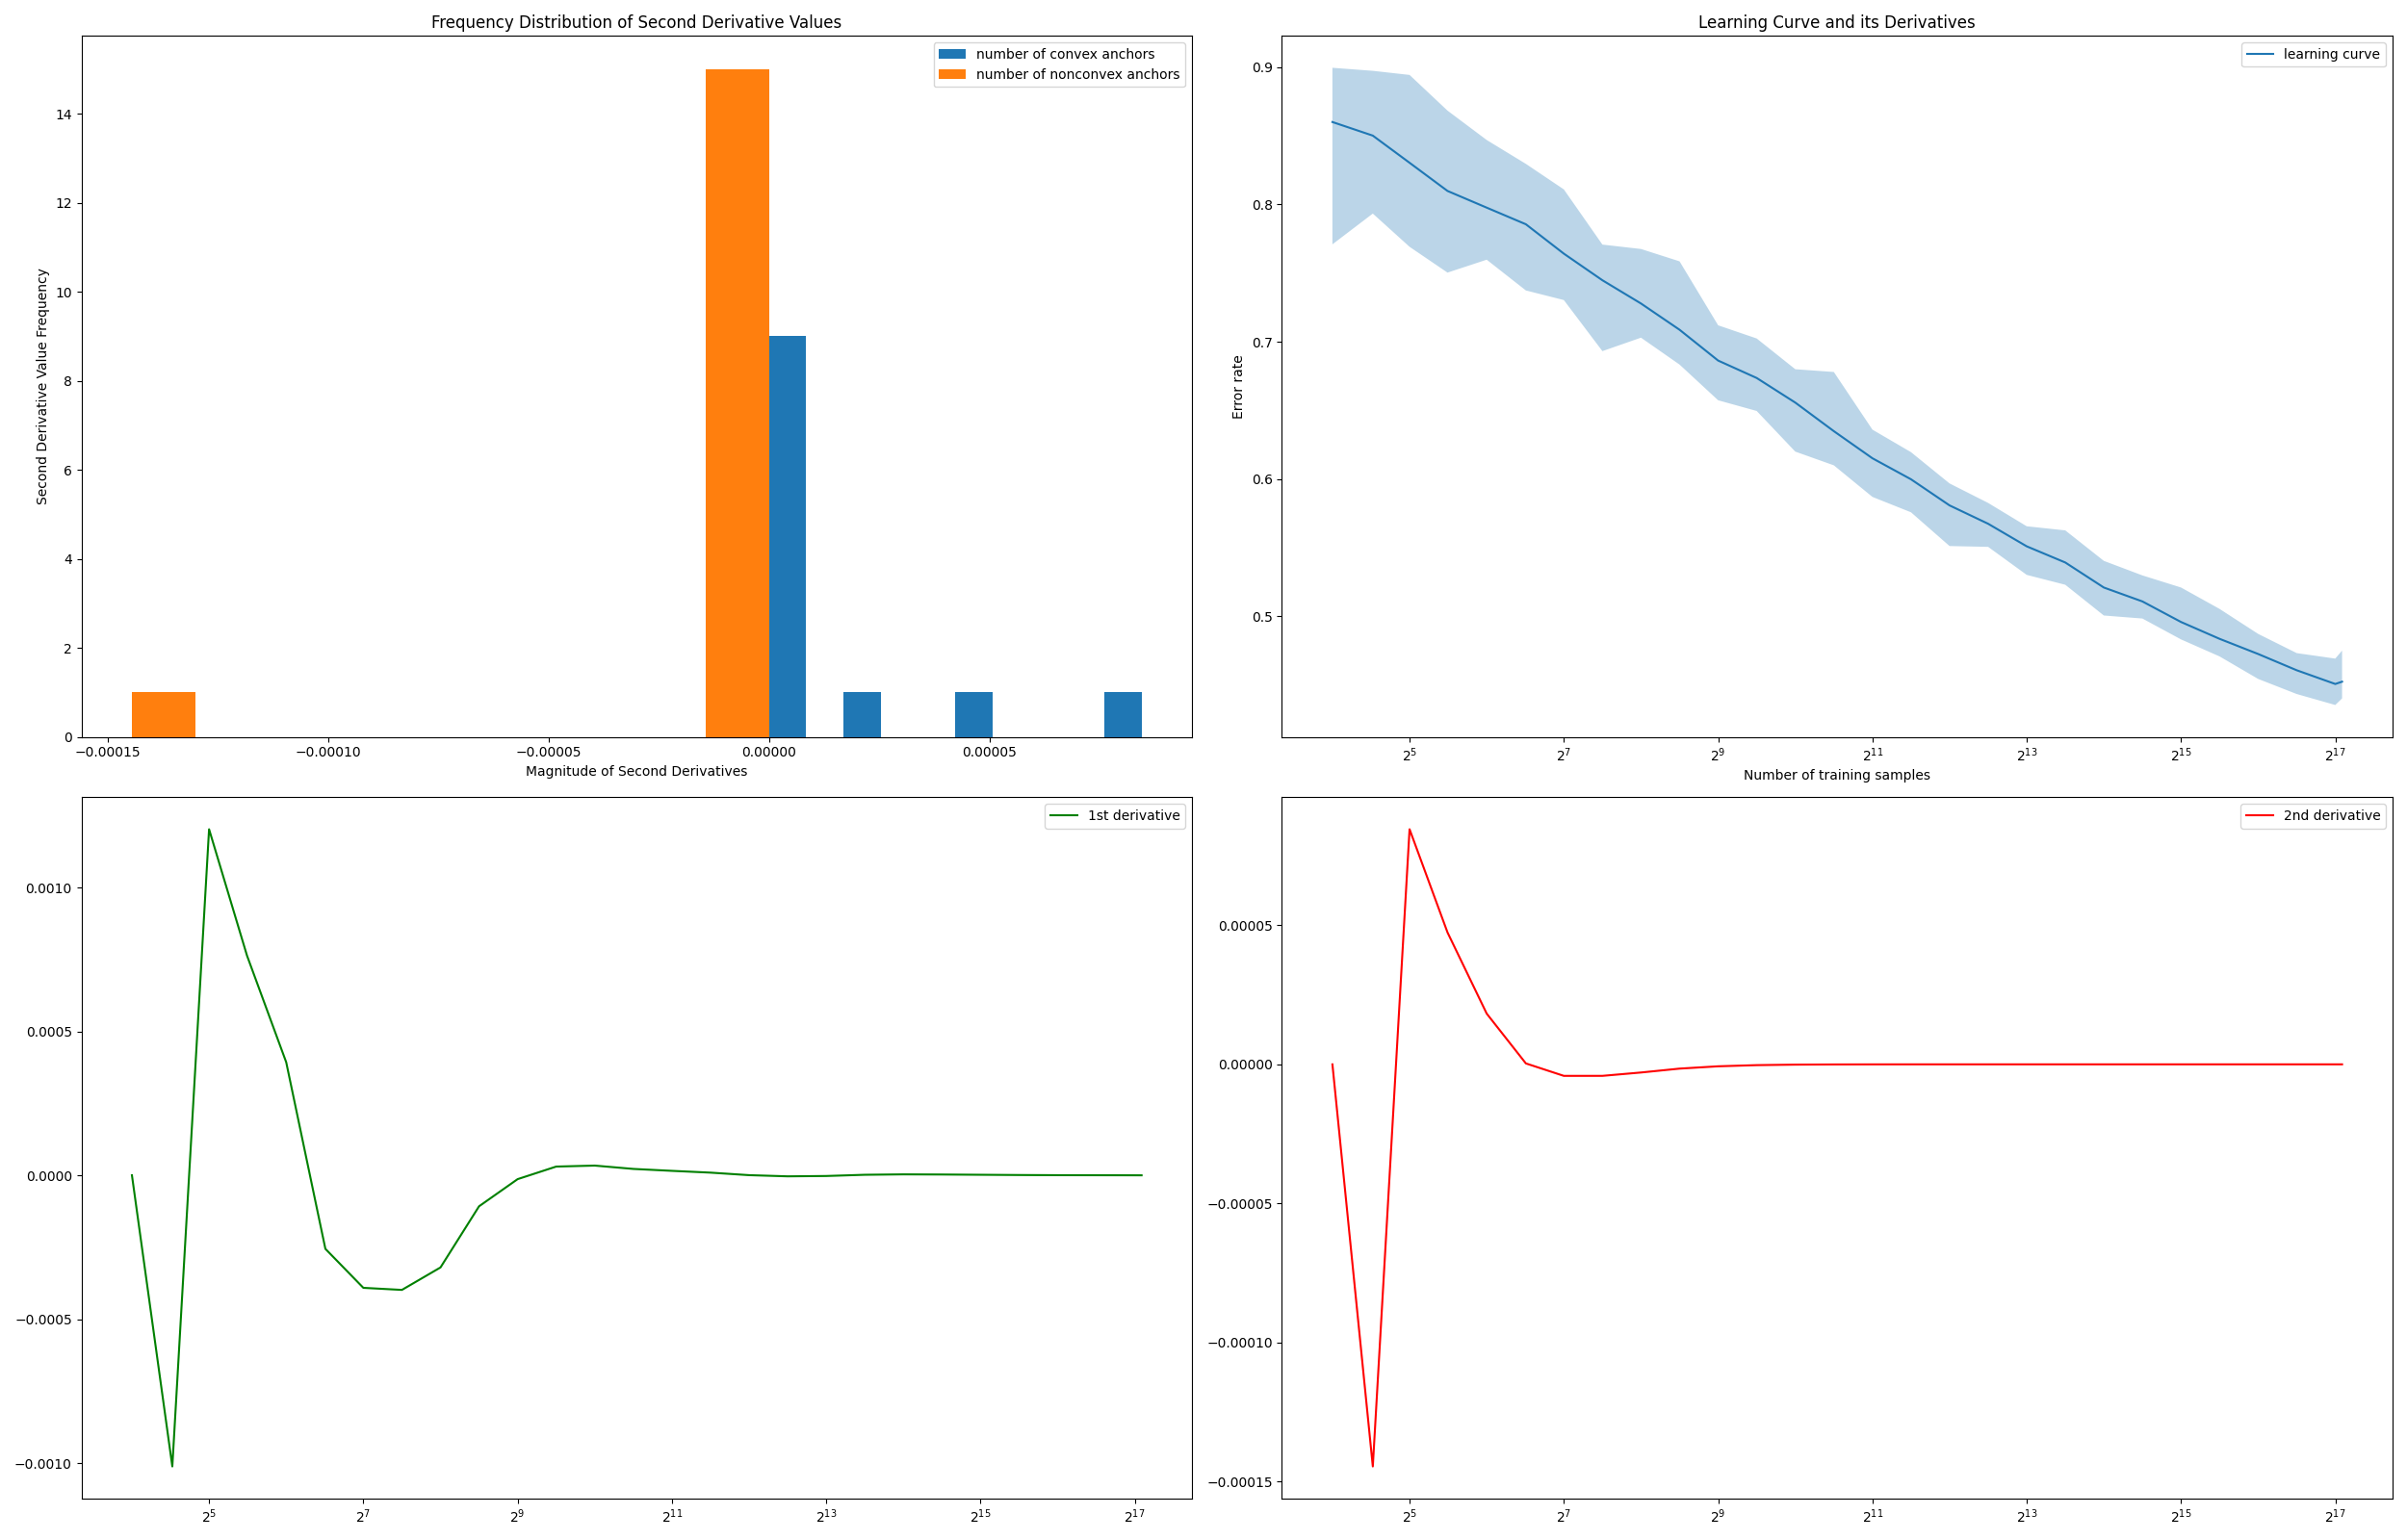 Frequency Distribution of Second Derivative Values
number of convex anchors
number of nonconvex anchors
Second Derivative Value Frequency
14
12
10
8
6
4
2
0
−0.00015 −0.00010 −0.00005 0.00000 0.00005
Magnitude of Second Derivatives
Learning Curve and its Derivatives
learning curve
Error rate
0.9
0.8
0.7
0.6
0.5
2^5 2^7 2^9 2^11 2^13 2^15 2^17
Number of training samples
1st derivative
0.0010
0.0005
0.0000
−0.0005
−0.0010
2^5 2^7 2^9 2^11 2^13 2^15 2^17
2nd derivative
0.00005
0.00000
−0.00005
−0.00010
−0.00015
2^5 2^7 2^9 2^11 2^13 2^15 2^17